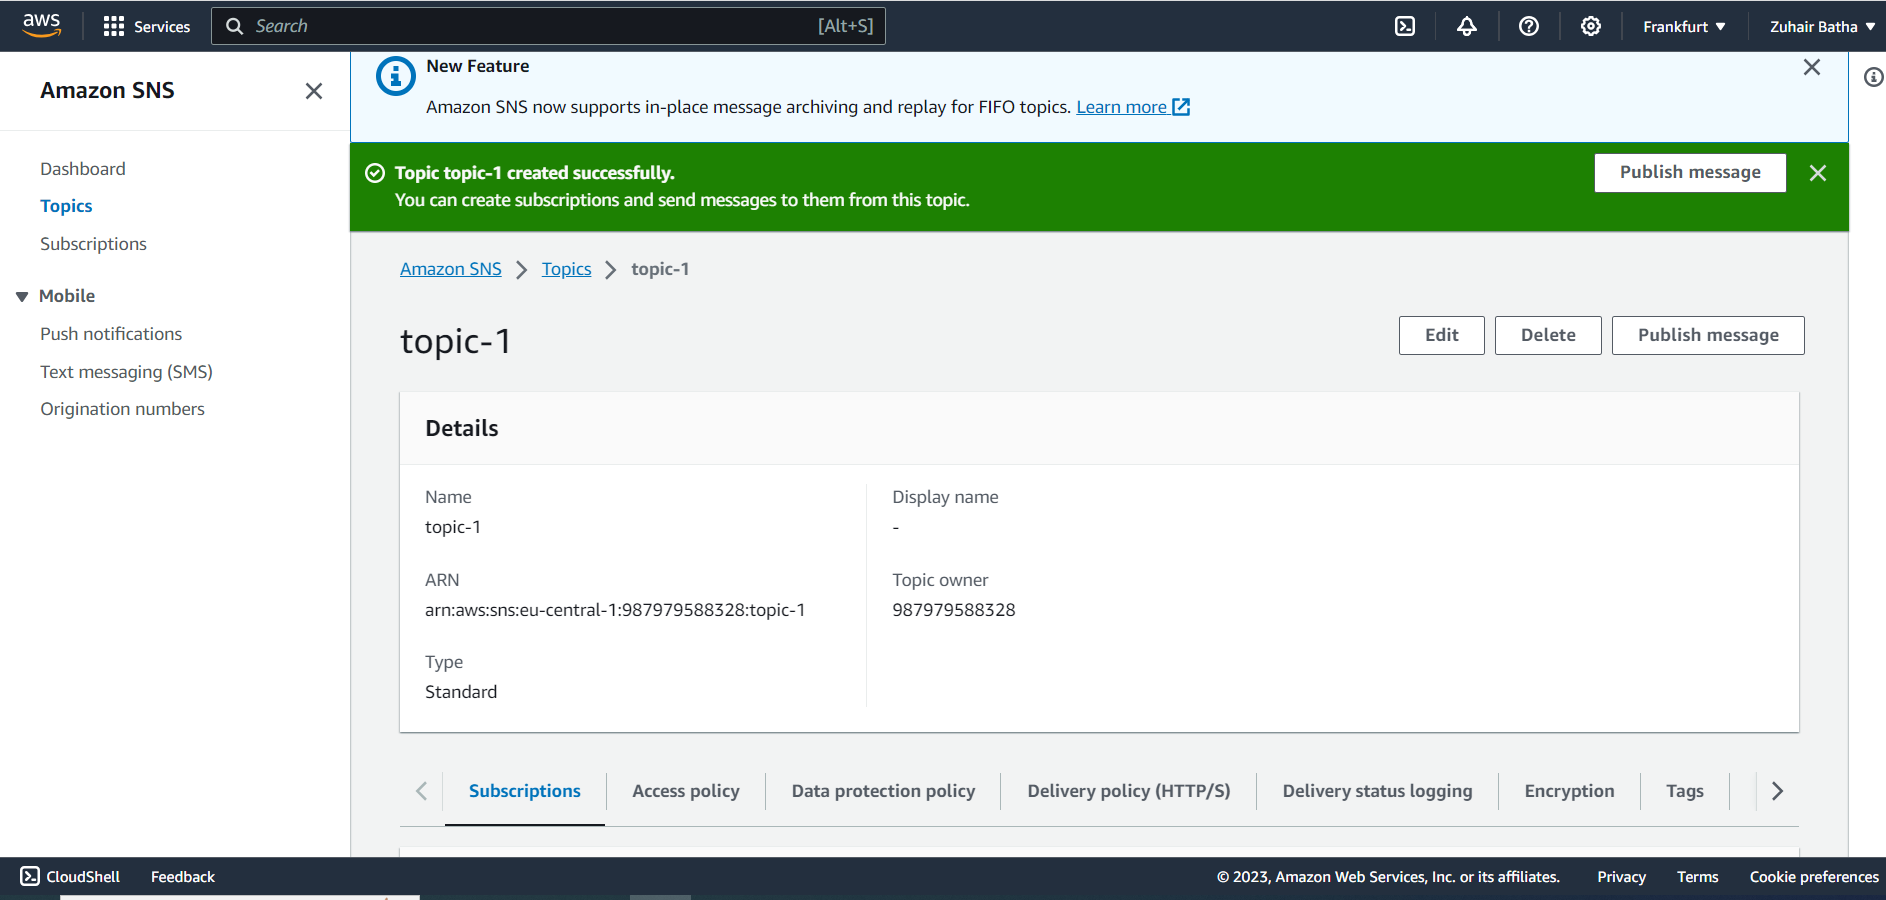 aws
Services
Search
[Alt+S]
Frankfurt
Zuhair Batha
Amazon SNS
Dashboard
Topics
Subscriptions
Mobile
Push notifications
Text messaging (SMS)
Origination numbers
New Feature
Amazon SNS now supports in-place message archiving and replay for FIFO topics. Learn more
Topic topic-1 created successfully.
You can create subscriptions and send messages to them from this topic.
Publish message
Amazon SNS
Topics
topic-1
topic-1
Edit
Delete
Publish message
Details
Name
topic-1
ARN
arn:aws:sns:eu-central-1:987979588328:topic-1
Type
Standard
Display name
-
Topic owner
987979588328
Subscriptions
Access policy
Data protection policy
Delivery policy (HTTP/S)
Delivery status logging
Encryption
Tags
CloudShell
Feedback
© 2023, Amazon Web Services, Inc. or its affiliates.
Privacy
Terms
Cookie preferences